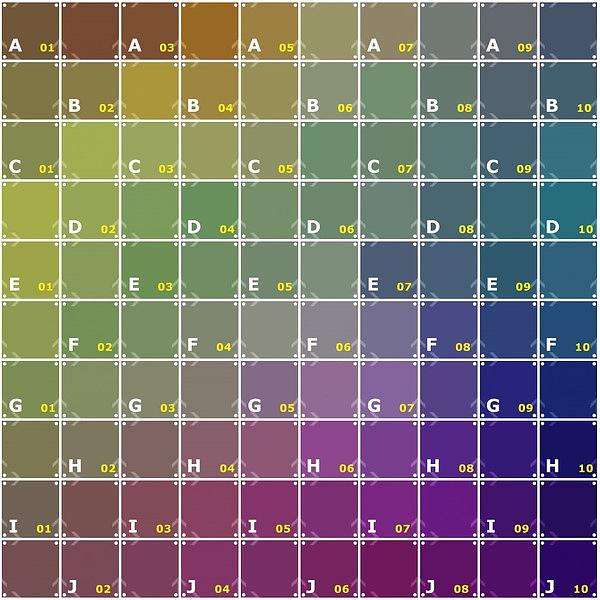 A 01 A 03 A 05 A 07 A 09
B 02 B 04 B 06 B 08 B 10
C 01 C 03 C 05 C 07 C 09
D 02 D 04 D 06 D 08 D 10
E 01 E 03 E 05 E 07 E 09
F 02 F 04 F 06 F 08 F 10
G 01 G 03 G 05 G 07 G 09
H 02 H 04 H 06 H 08 H 10
I 01 I 03 I 05 I 07 I 09
J 02 J 04 J 06 J 08 J 10